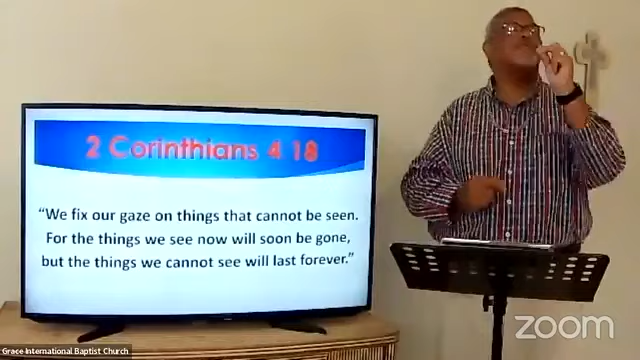 2 Corinthians 4 18
“We fix our gaze on things that cannot be seen.
For the things we see now will soon be gone,
but the things we cannot see will last forever.”
Grace International Baptist Church
zoom